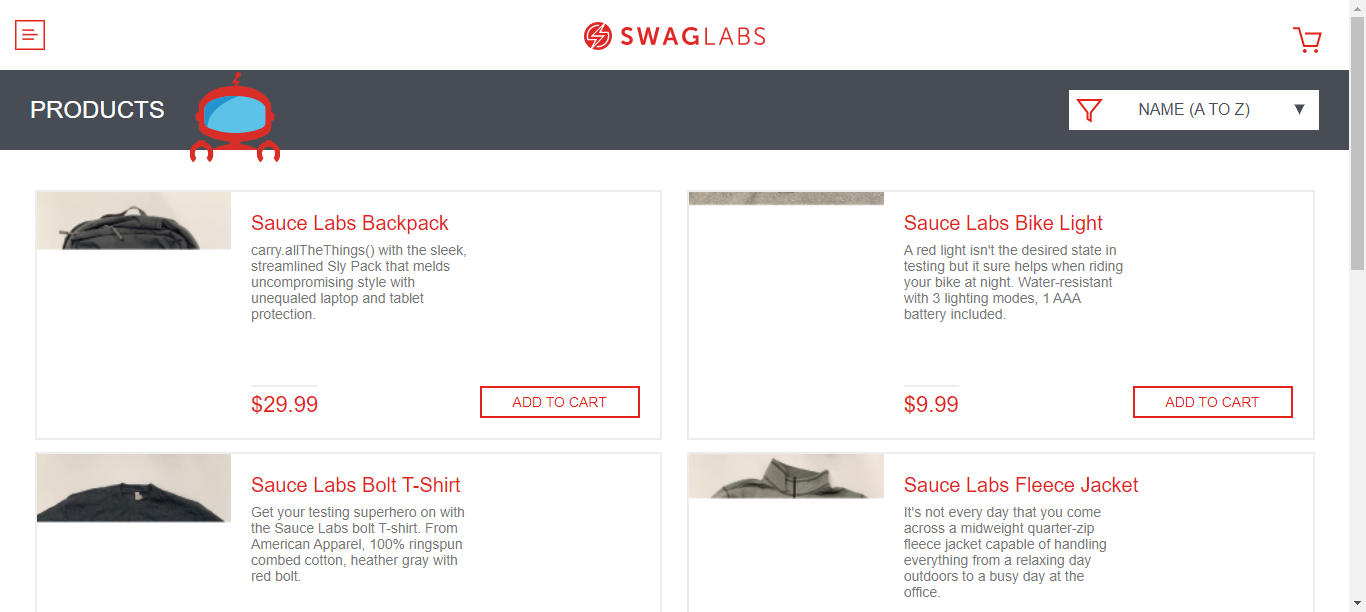 SWAGLABS
PRODUCTS
NAME (A TO Z)
Sauce Labs Backpack
carry.allTheThings() with the sleek,
streamlined Sly Pack that melds
uncompromising style with
unequaled laptop and tablet
protection.
$29.99
ADD TO CART
Sauce Labs Bike Light
A red light isn't the desired state in
testing but it sure helps when riding
your bike at night. Water-resistant
with 3 lighting modes, 1 AAA
battery included.
$9.99
ADD TO CART
Sauce Labs Bolt T-Shirt
Get your testing superhero on with
the Sauce Labs bolt T-shirt. From
American Apparel, 100% ringspun
combed cotton, heather gray with
red bolt.
Sauce Labs Fleece Jacket
It's not every day that you come
across a midweight quarter-zip
fleece jacket capable of handling
everything from a relaxing day
outdoors to a busy day at the
office.